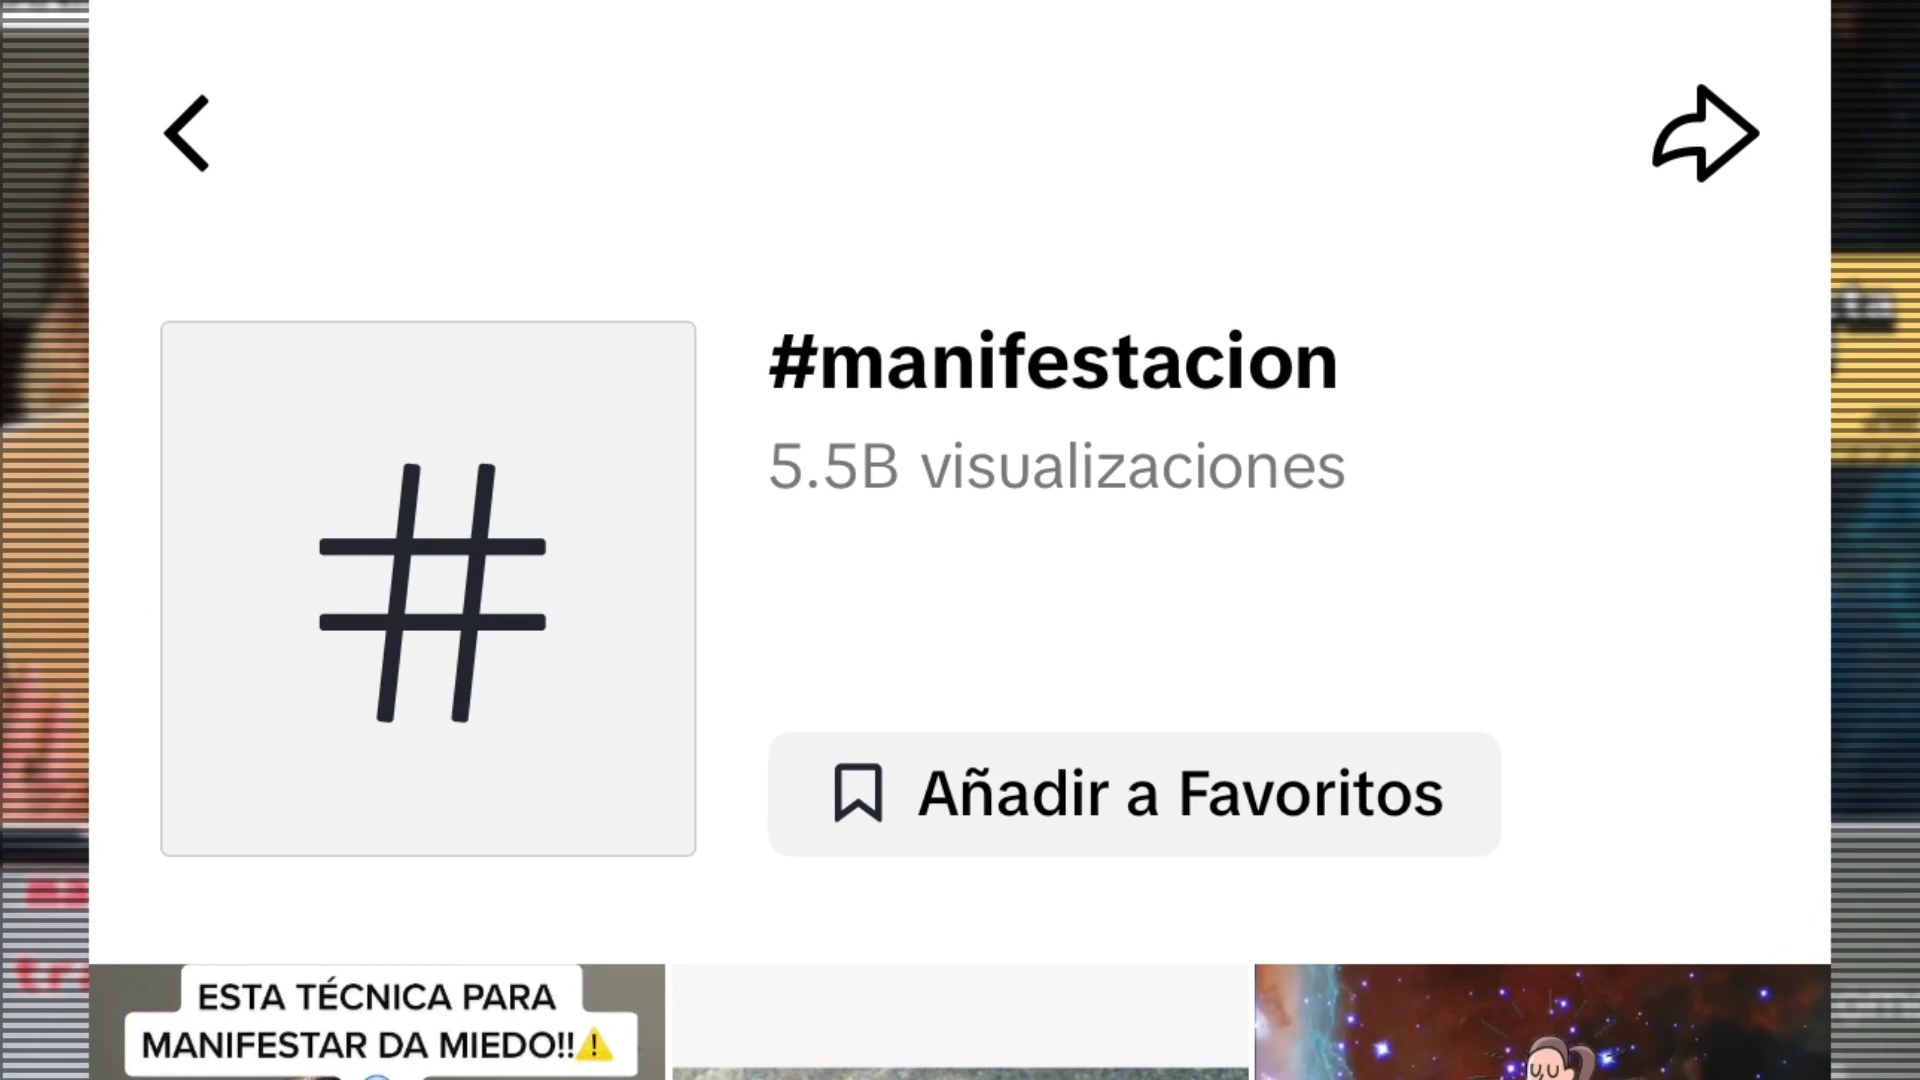 #manifestacion
5.5B visualizaciones
Añadir a Favoritos
ESTA TÉCNICA PARA
MANIFESTAR DA MIEDO!!⚠️